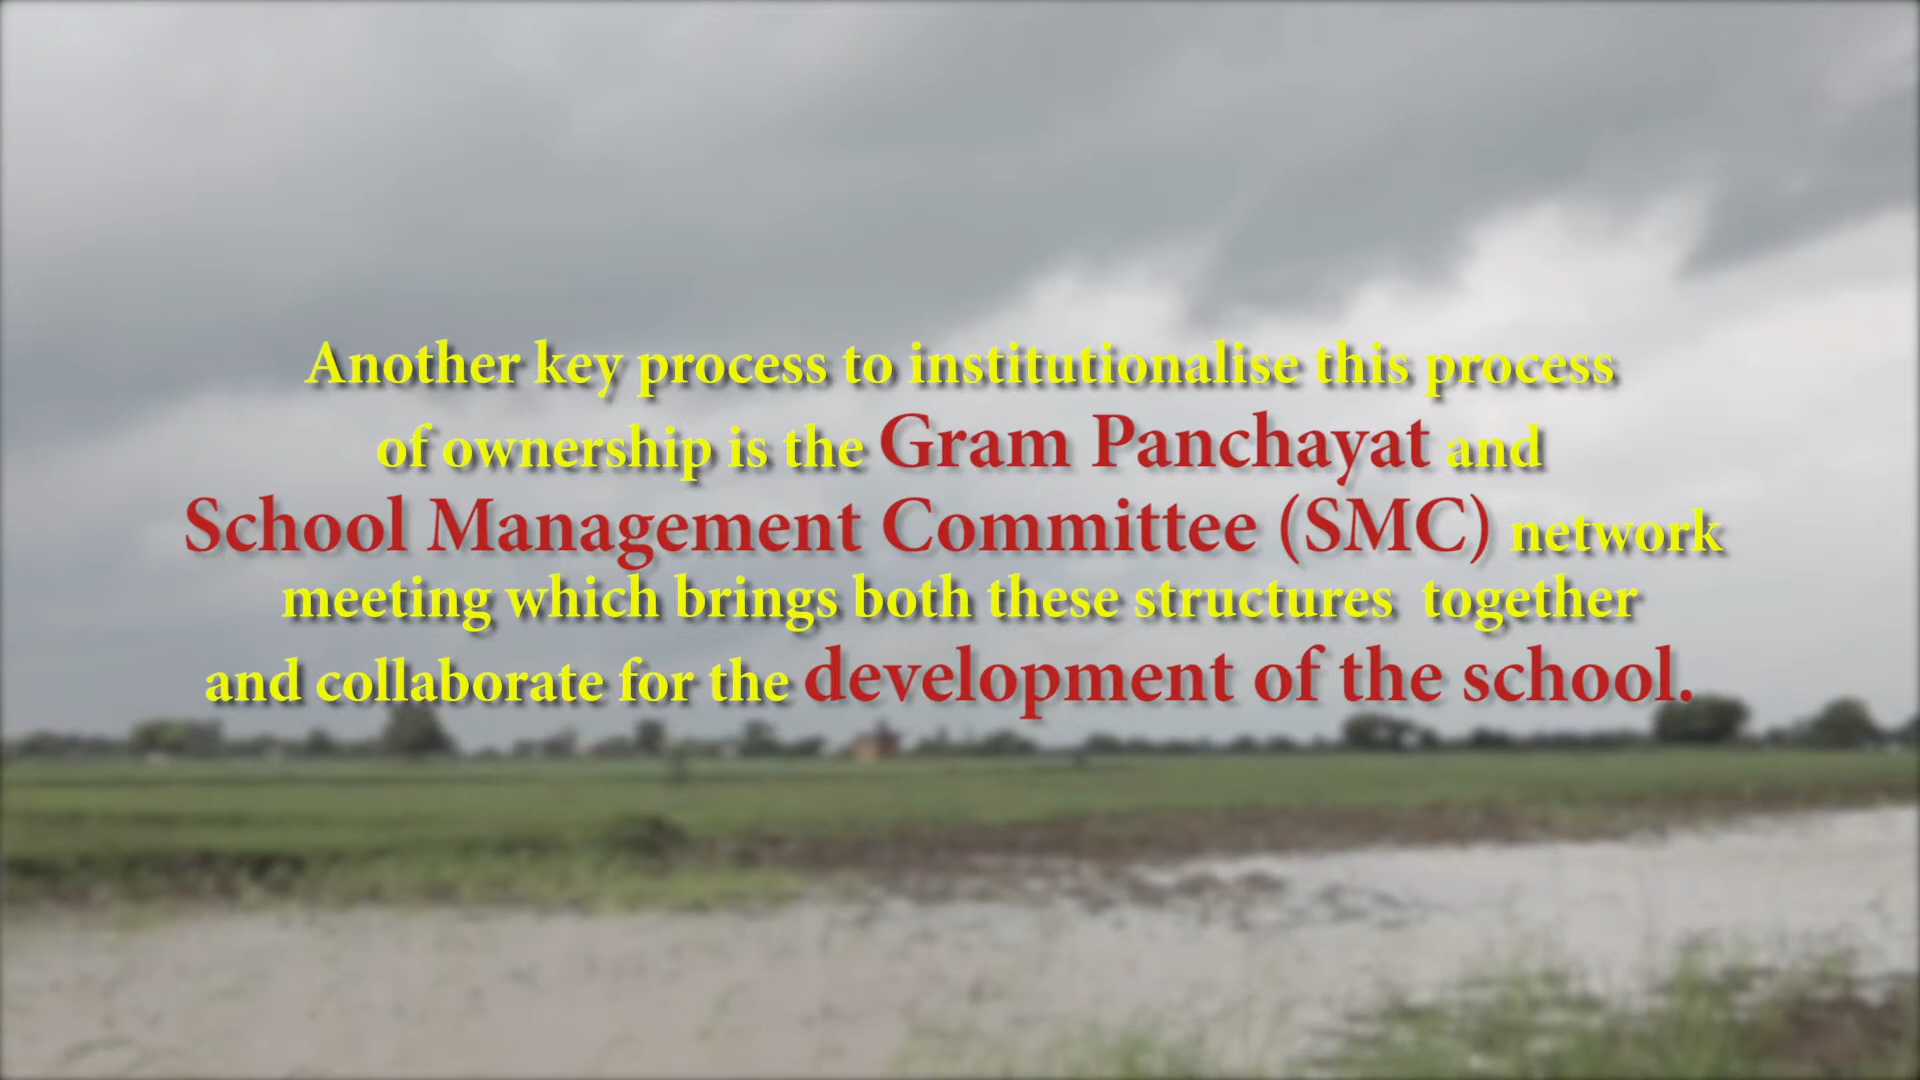 Another key process to institutionalise this process
of ownership is the Gram Panchayat and
School Management Committee (SMC) network
meeting which brings both these structures together
and collaborate for the development of the school.